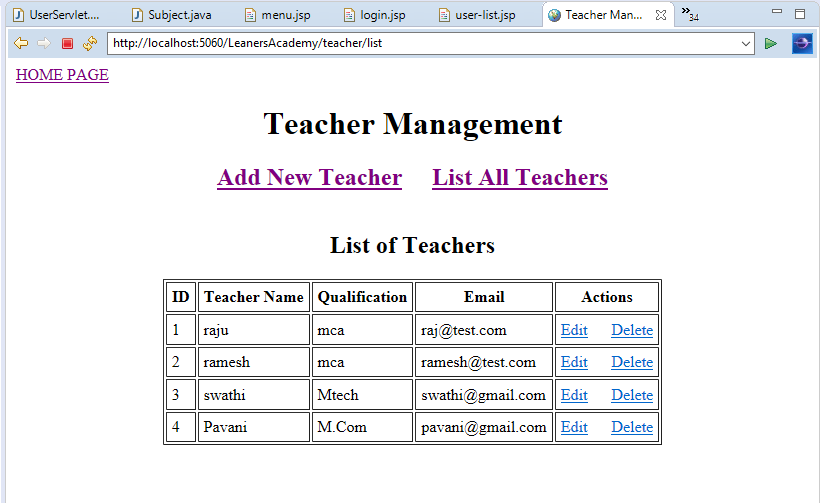 UserServlet.... Subject.java menu.jsp login.jsp user-list.jsp Teacher Man... »34
http://localhost:5060/LeanersAcademy/teacher/list
HOME PAGE
Teacher Management
Add New Teacher List All Teachers
List of Teachers
ID Teacher Name Qualification Email Actions
1 raju mca raj@test.com Edit Delete
2 ramesh mca ramesh@test.com Edit Delete
3 swathi Mtech swathi@gmail.com Edit Delete
4 Pavani M.Com pavani@gmail.com Edit Delete